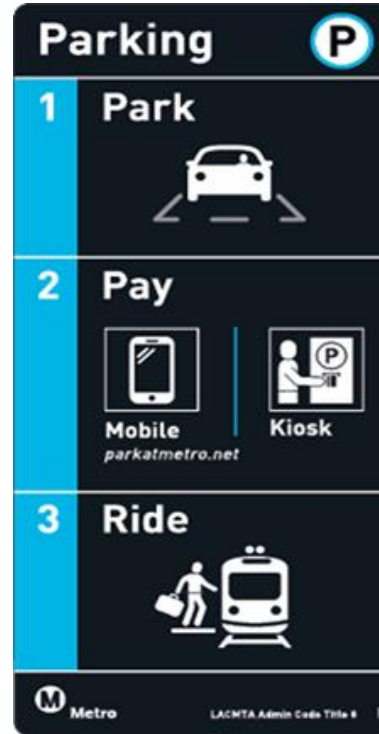 Parking P
1 Park
2 Pay
P
Mobile Kiosk
parkatmetro.net
3 Ride
M Metro LACMTA Admin Code Title 8